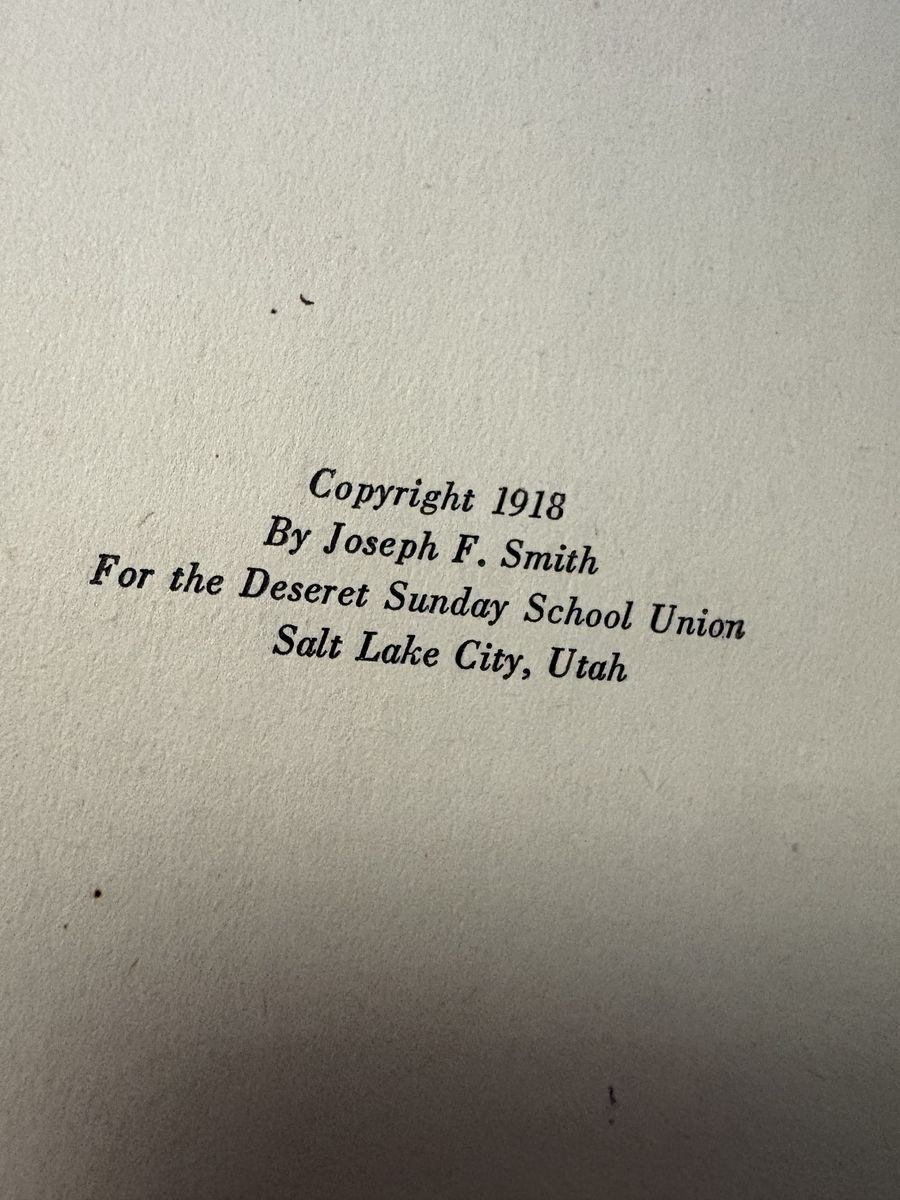 Copyright 1918
By Joseph F. Smith
For the Deseret Sunday School Union
Salt Lake City, Utah